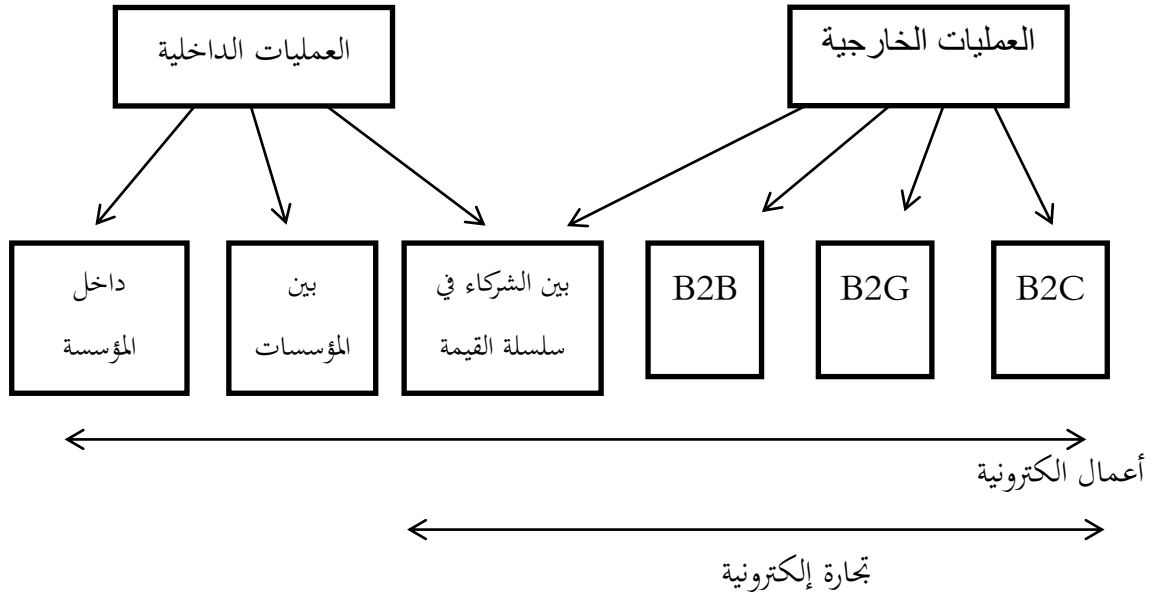 العمليات الخارجية
العمليات الداخلية
B2C
B2G
B2B
بين الشركاء في
سلسلة القيمة
بين
المؤسسات
داخل
المؤسسة
أعمال الكترونية
تجارة إلكترونية